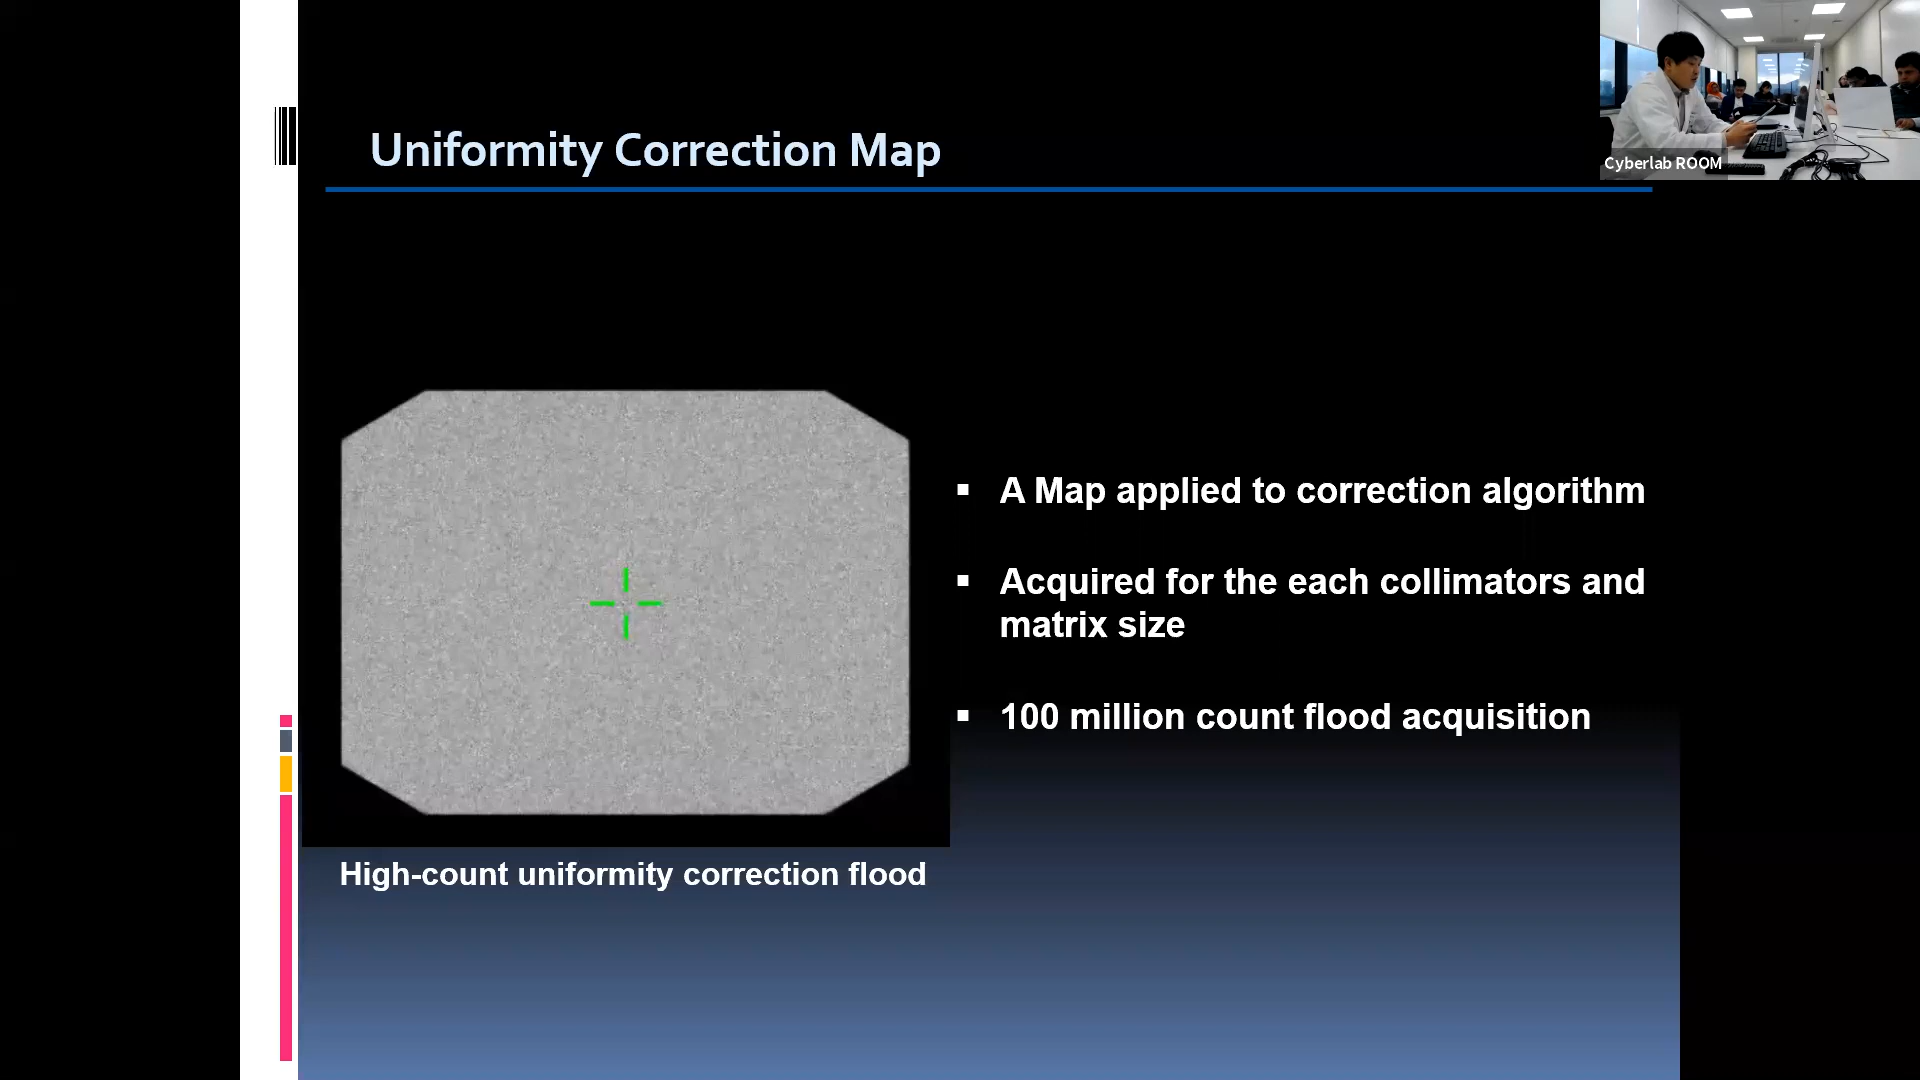 Uniformity Correction Map
Cyberlab ROOM
A Map applied to correction algorithm
Acquired for the each collimators and
matrix size
100 million count flood acquisition
High-count uniformity correction flood